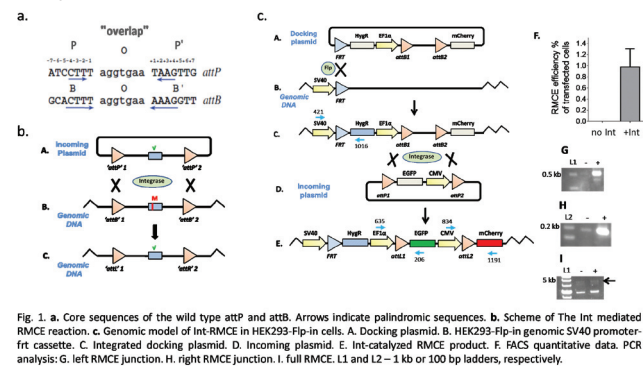 a.
"overlap"
P O P'
-7-6-5-4-3-2-1 +1+2+3+4+5+6+7
ATCCTTT aggtgaa TAAGTTG attP
B O B'
GCACTTT aggtgaa AAAGGTT attB
b.
A. Incoming Plasmid
'attP' 1 √ 'attP' 2
Integrase
M
B. Genomic DNA
'attB' 1 'attB' 2
√
C. Genomic DNA
'attL' 1 'attR' 2
c.
A. Docking plasmid
HygR EF1α mCherry
FRT attB1 attB2
Flp
SV40
B. Genomic DNA
FRT
421
SV40 HygR EF1α mCherry
C.
FRT 1016 attB1 attB2
Integrase
EGFP CMV
D. Incoming plasmid
attP1 attP2
635 834
SV40 HygR EF1α EGFP CMV mCherry
E.
FRT attL1 206 attL2 1191
Genomic DNA
F.
RMCE efficiency %
of transfected cells
1.4
1.2
1.0
0.8
0.6
0.4
0.2
0.0
no Int +Int
G
L1 - +
0.5 kb
H
L2 - +
0.2 kb
I
L1 - +
5 kb
Fig. 1. a. Core sequences of the wild type attP and attB. Arrows indicate palindromic sequences. b. Scheme of The Int mediated
RMCE reaction. c. Genomic model of Int-RMCE in HEK293-Flp-in cells. A. Docking plasmid. B. HEK293-Flp-in genomic SV40 promoter-
frt cassette. C. Integrated docking plasmid. D. Incoming plasmid. E. Int-catalyzed RMCE product. F. FACS quantitative data. PCR
analysis: G. left RMCE junction. H. right RMCE junction. I. full RMCE. L1 and L2 – 1 kb or 100 bp ladders, respectively.